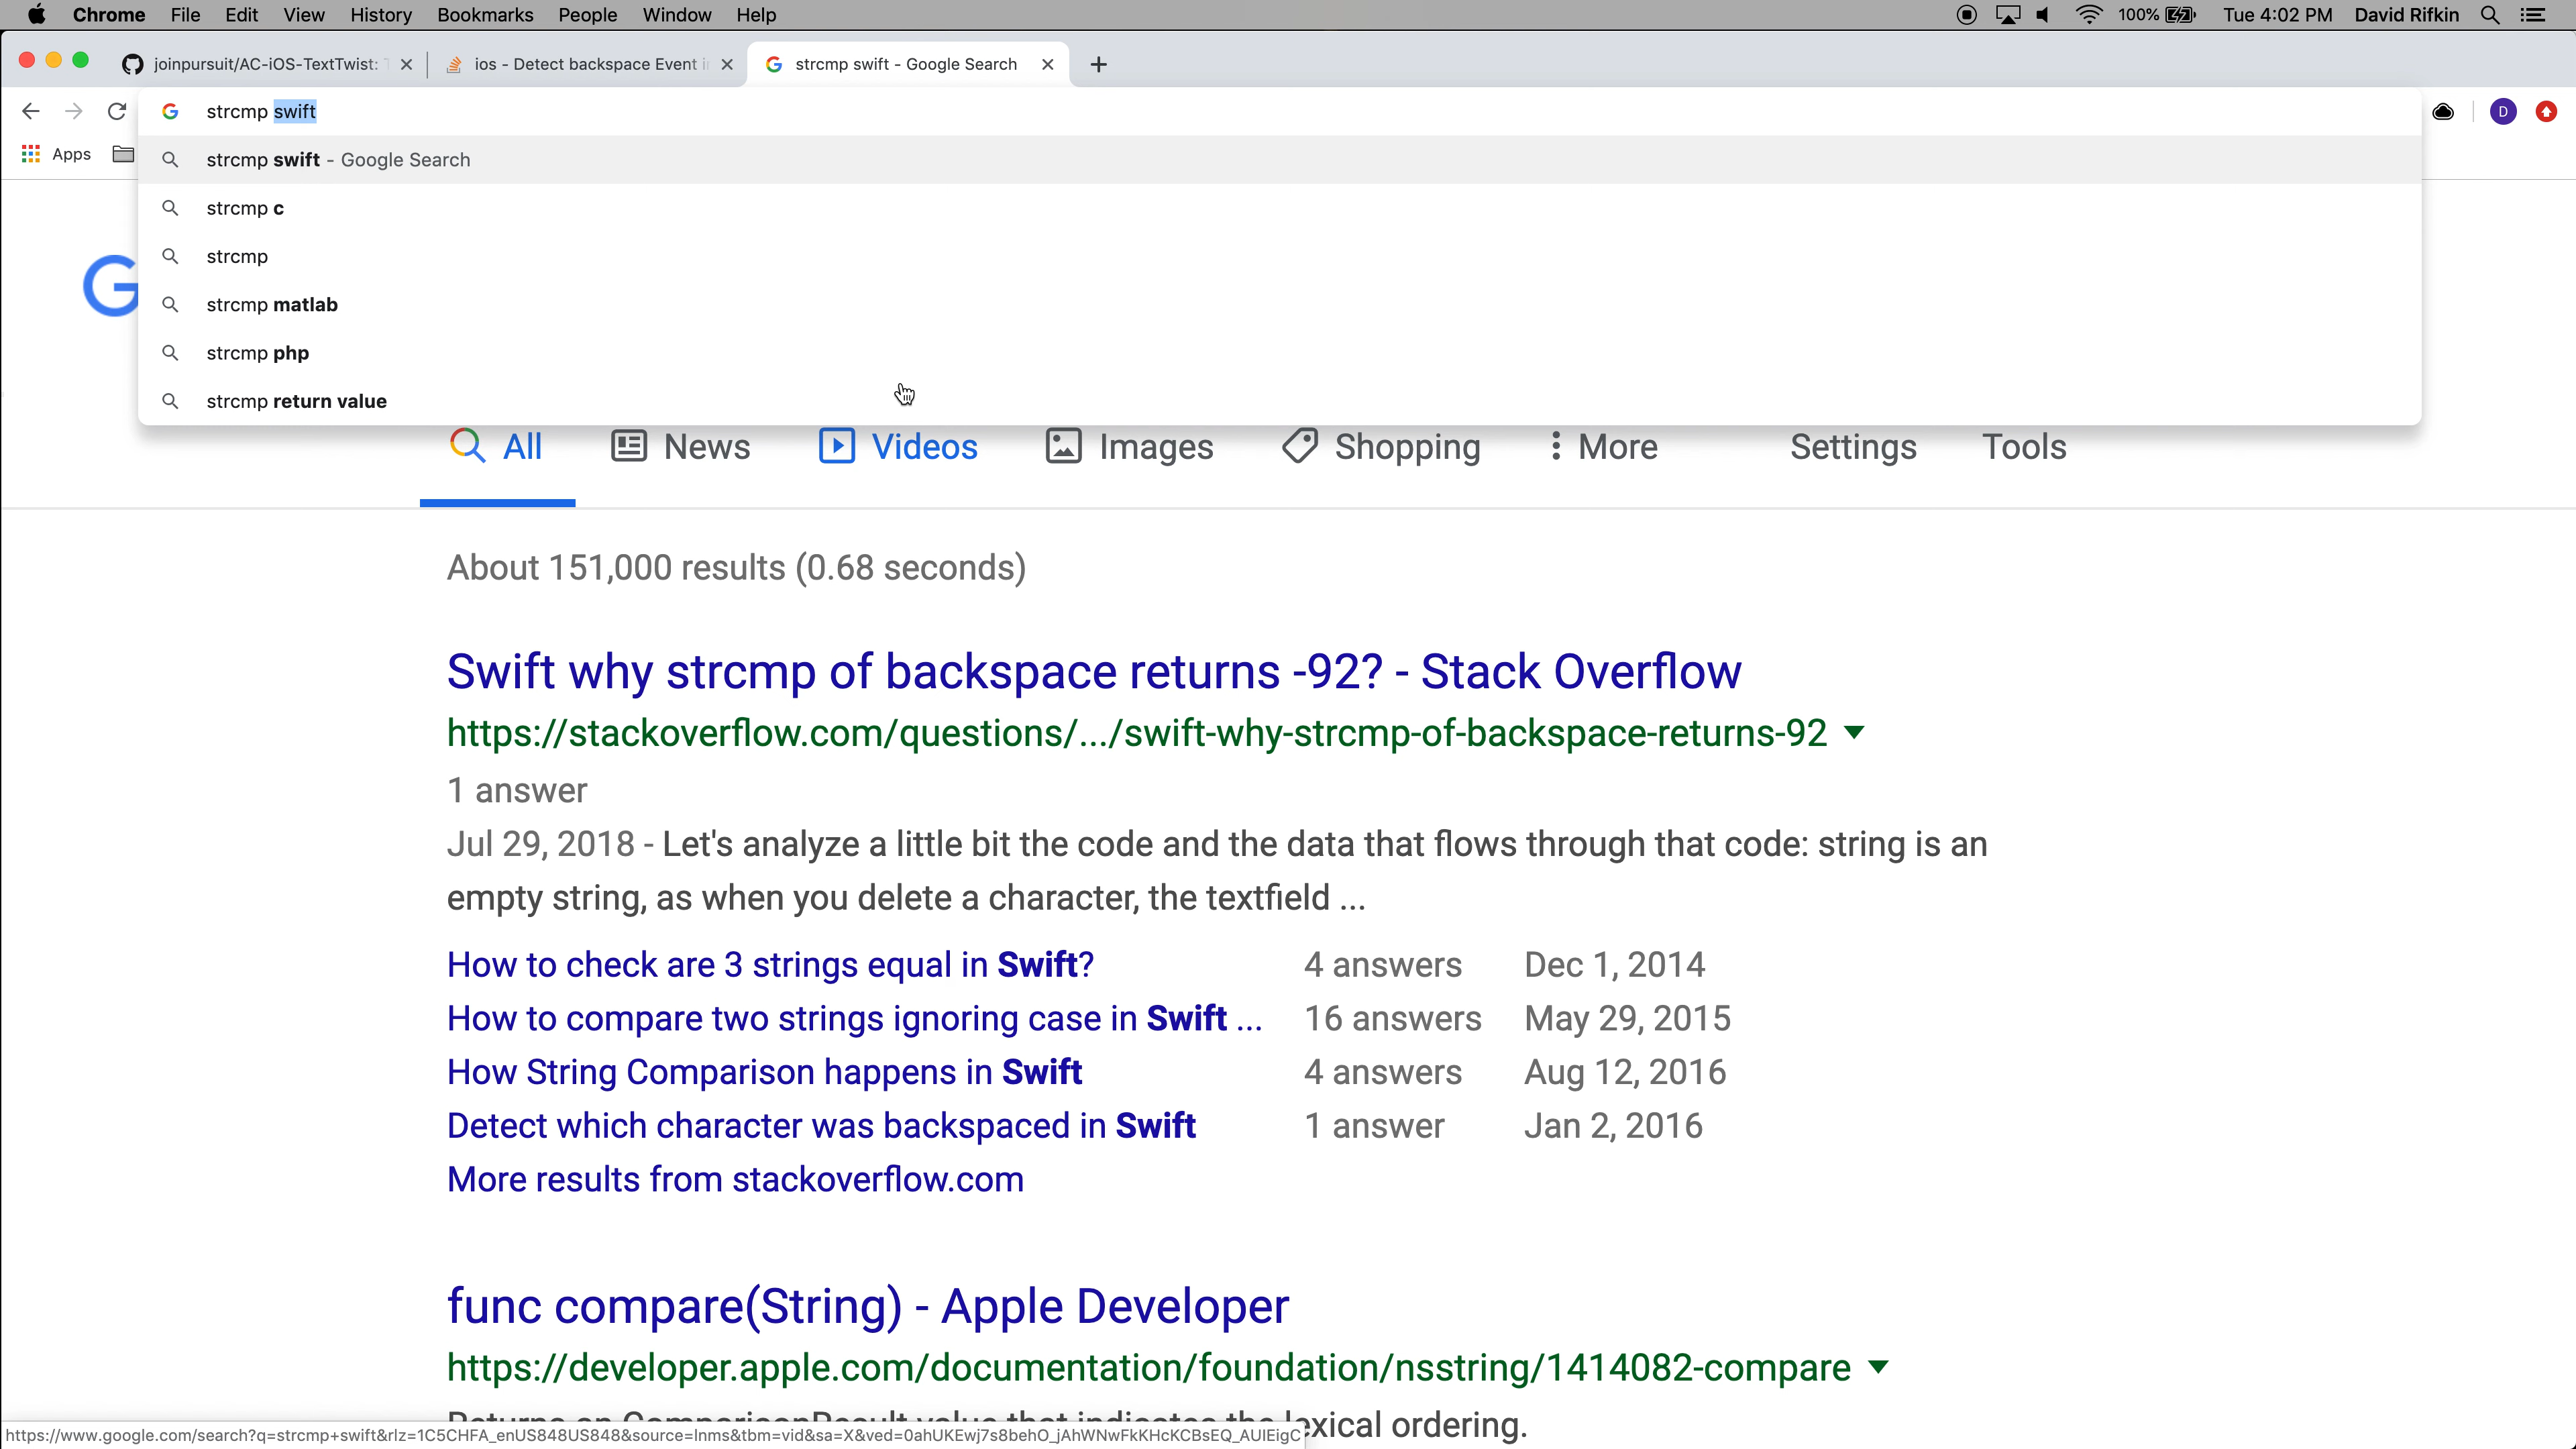 Chrome File Edit View History Bookmarks People Window Help 100% Tue 4:02 PM David Rifkin
joinpursuit/AC-iOS-TextTwist: ios - Detect backspace Event strcmp swift - Google Search
strcmp swift D
Apps
strcmp swift - Google Search
strcmp c
strcmp
strcmp matlab
strcmp php
strcmp return value
All News Videos Images Shopping More Settings Tools
About 151,000 results (0.68 seconds)
Swift why strcmp of backspace returns -92? - Stack Overflow
https://stackoverflow.com/questions/.../swift-why-strcmp-of-backspace-returns-92
1 answer
Jul 29, 2018 - Let's analyze a little bit the code and the data that flows through that code: string is an
empty string, as when you delete a character, the textfield ...
How to check are 3 strings equal in Swift? 4 answers Dec 1, 2014
How to compare two strings ignoring case in Swift ... 16 answers May 29, 2015
How String Comparison happens in Swift 4 answers Aug 12, 2016
Detect which character was backspaced in Swift 1 answer Jan 2, 2016
More results from stackoverflow.com
func compare(String) - Apple Developer
https://developer.apple.com/documentation/foundation/nsstring/1414082-compare
Returns an ComparisonResult value that indicates the lexical ordering.
https://www.google.com/search?q=strcmp+swift&rlz=1C5CHFA_enUS848US848&source=lnms&tbm=vid&sa=X&ved=0ahUKEwj7s8behO_jAhWNwFkKHcKCBsEQ_AUIEigC